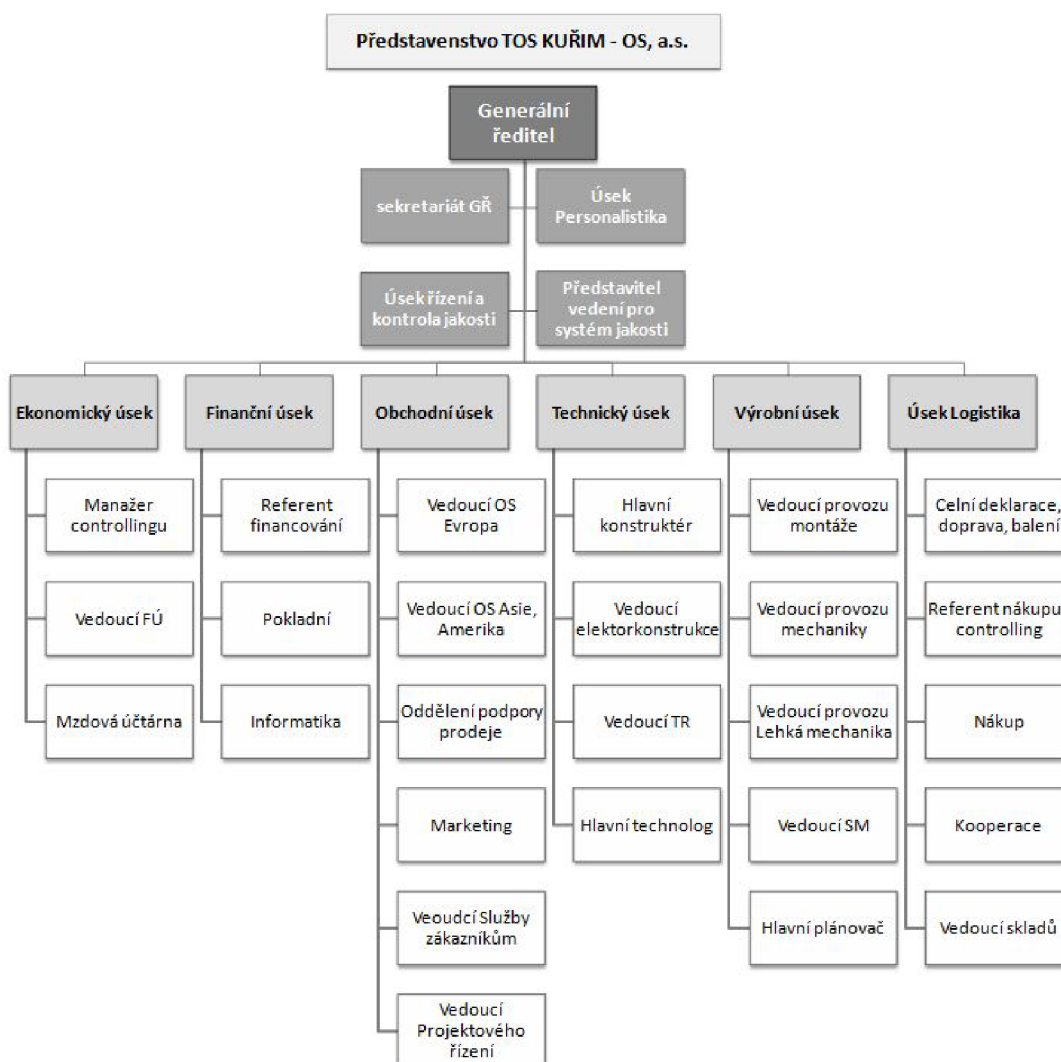 Představenstvo TOS KUŘIM - OS, a.s.
Generální
ředitel
sekretariát GŘ
Úsek
Personalistika
Úsek řízení a
kontrola jakosti
Představitel
vedení pro
systém jakosti
Ekonomický úsek
Finanční úsek
Obchodní úsek
Technický úsek
Výrobní úsek
Úsek Logistika
Manažer
controllingu
Vedoucí FÚ
Mzdová účtárna
Referent
financování
Pokladní
Informatika
Vedoucí OS
Evropa
Vedoucí OS Asie,
Amerika
Oddělení podpory
prodeje
Marketing
Veoudcí Služby
zákazníkům
Vedoucí
Projektového
řízení
Hlavní
konstruktér
Vedoucí
elektorkonstrukce
Vedoucí TR
Hlavní technolog
Vedoucí provozu
montáže
Vedoucí provozu
mechaniky
Vedoucí provozu
Lehká mechanika
Vedoucí SM
Hlavní plánovač
Celní deklarace,
doprava, balení
Referent nákupu
controlling
Nákup
Kooperace
Vedoucí skladů